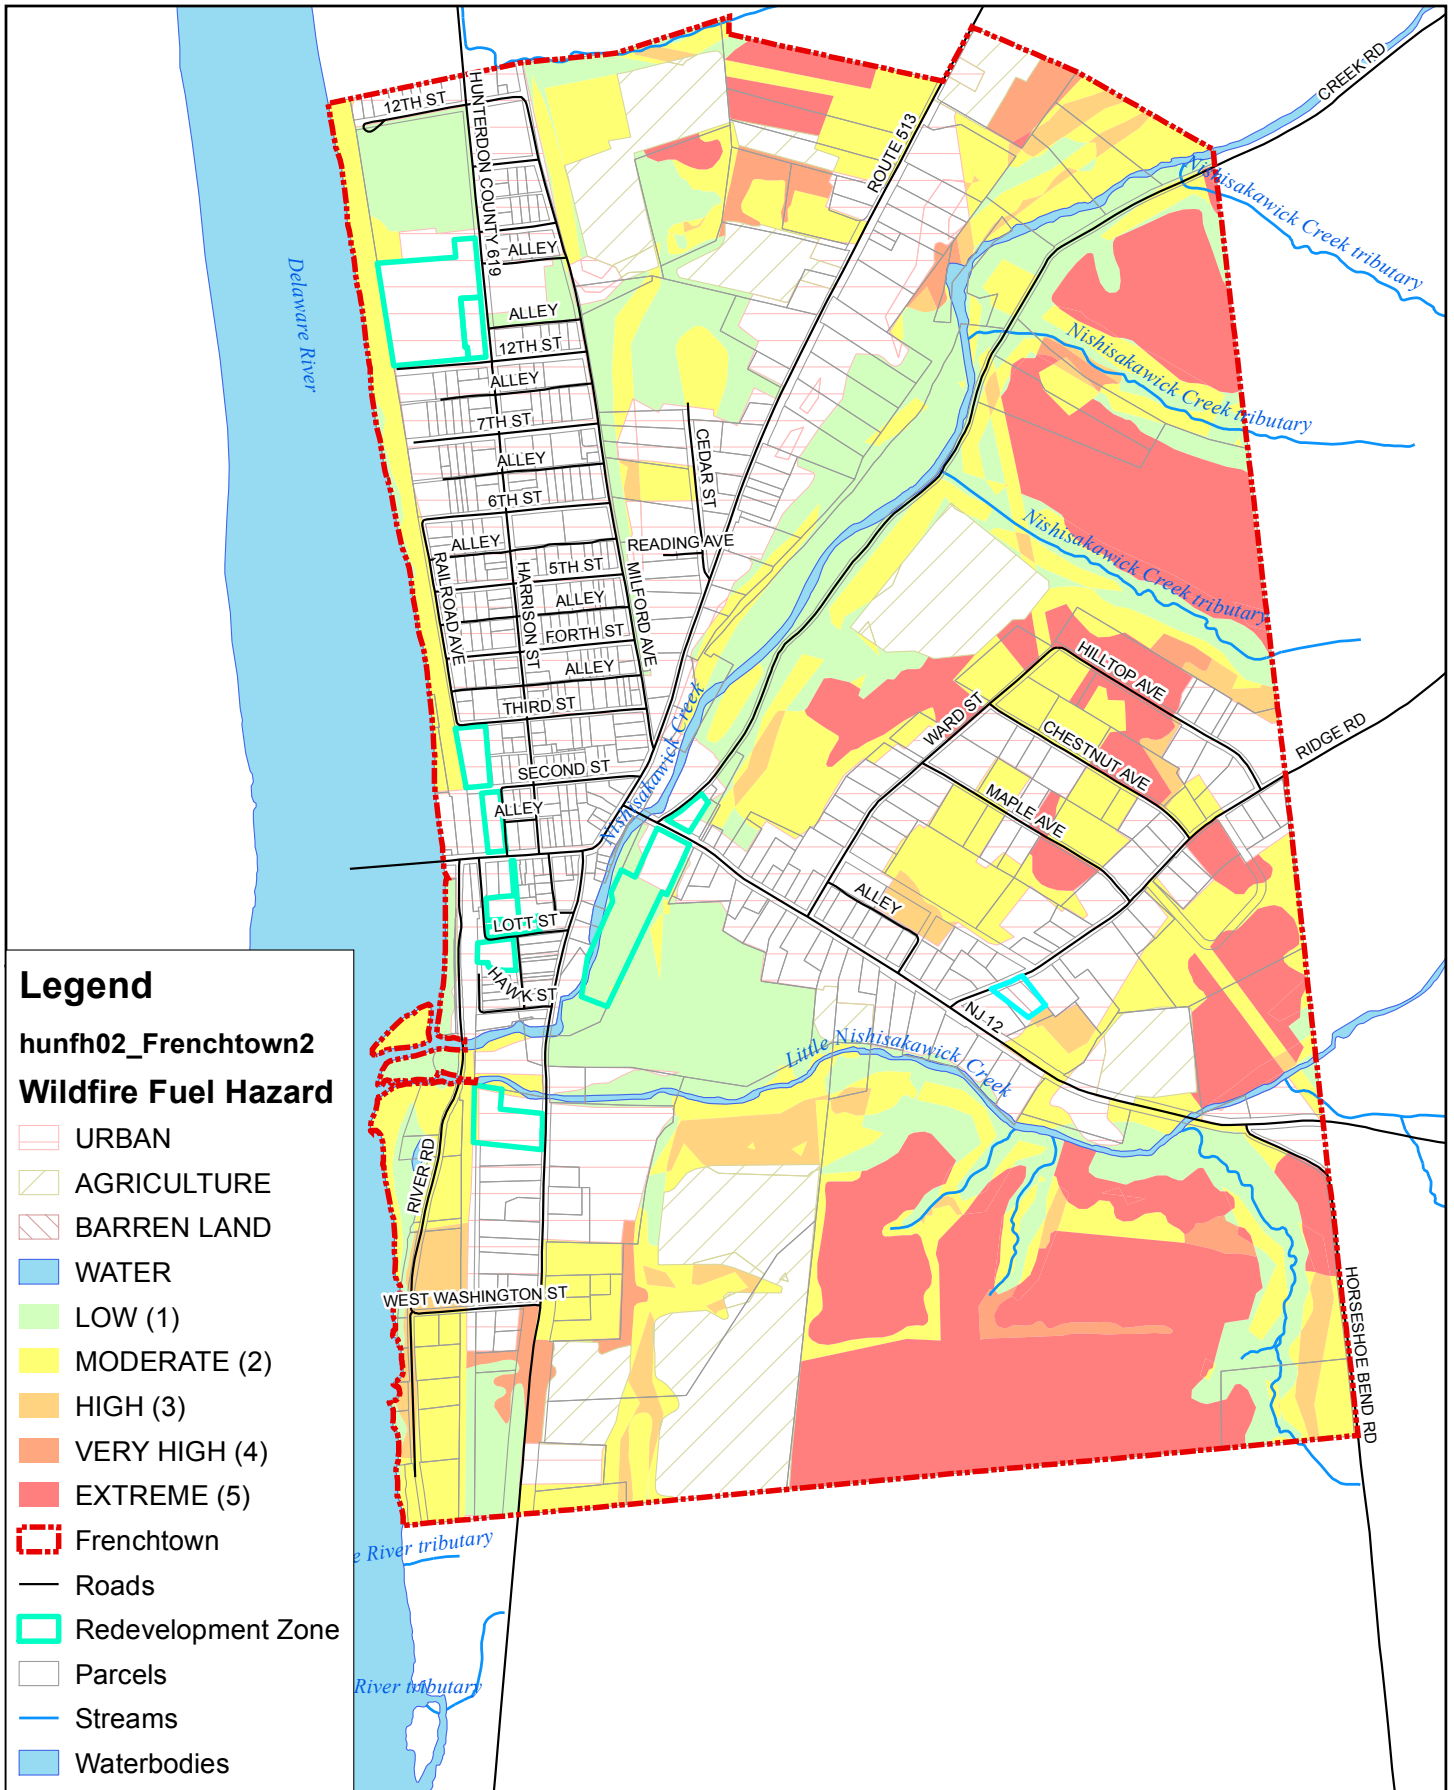 CREEK RD
12TH ST
HUNTERDON COUNTY 619
ROUTE 513
Nishisakawick Creek tributary
ALLEY
Delaware River
ALLEY
12TH ST
Nishisakawick Creek tributary
ALLEY
7TH ST
CEDAR ST
ALLEY
6TH ST
Nishisakawick Creek tributary
ALLEY
READING AVE
RAILROAD AVE
HARRISON ST
5TH ST
MILFORD AVE
ALLEY
FORTH ST
ALLEY
HILLTOP AVE
THIRD ST
WARD ST
CHESTNUT AVE
RIDGE RD
Nishisakawick Creek
SECOND ST
MAPLE AVE
ALLEY
ALLEY
LOTT ST
HAWK ST
NJ 12
Little Nishisakawick Creek
RIVER RD
WEST WASHINGTON ST
HORSESHOE BEND RD
e River tributary
River tributary
Legend
hunfh02_Frenchtown2
Wildfire Fuel Hazard
URBAN
AGRICULTURE
BARREN LAND
WATER
LOW (1)
MODERATE (2)
HIGH (3)
VERY HIGH (4)
EXTREME (5)
Frenchtown
Roads
Redevelopment Zone
Parcels
Streams
Waterbodies